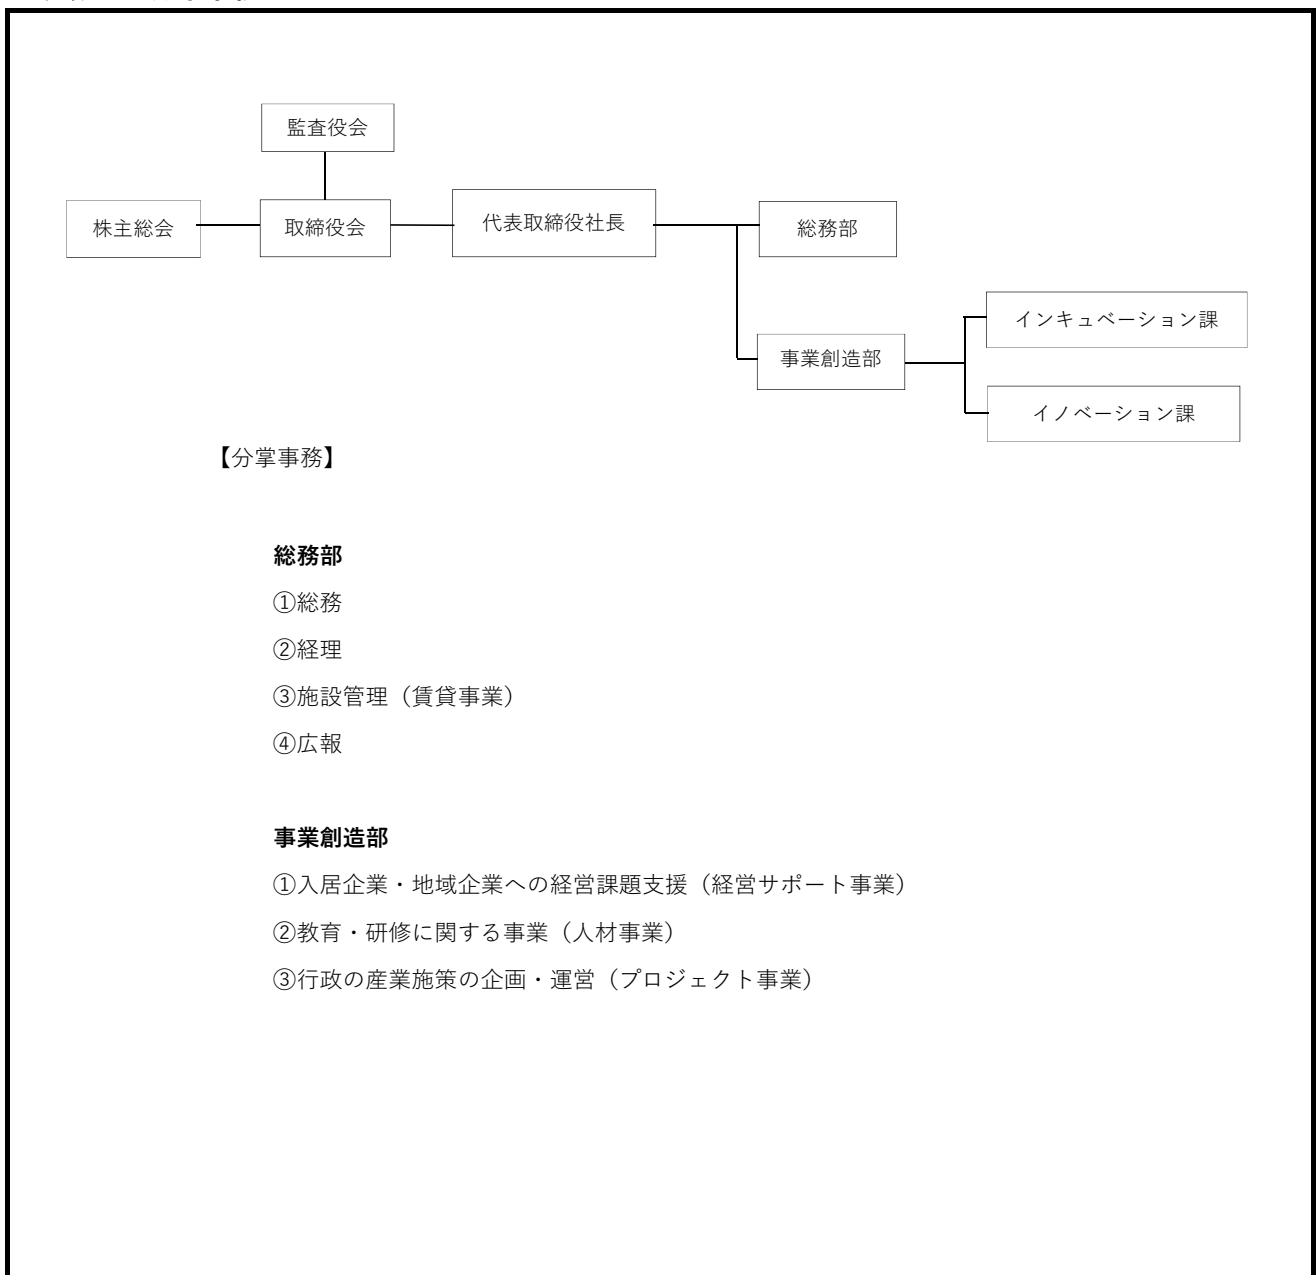 監査役会
株主総会
取締役会
代表取締役社長
総務部
インキュベーション課
事業創造部
イノベーション課
【分掌事務】
総務部
①総務
②経理
③施設管理（賃貸事業）
④広報
事業創造部
①入居企業・地域企業への経営課題支援（経営サポート事業）
②教育・研修に関する事業（人材事業）
③行政の産業施策の企画・運営（プロジェクト事業）